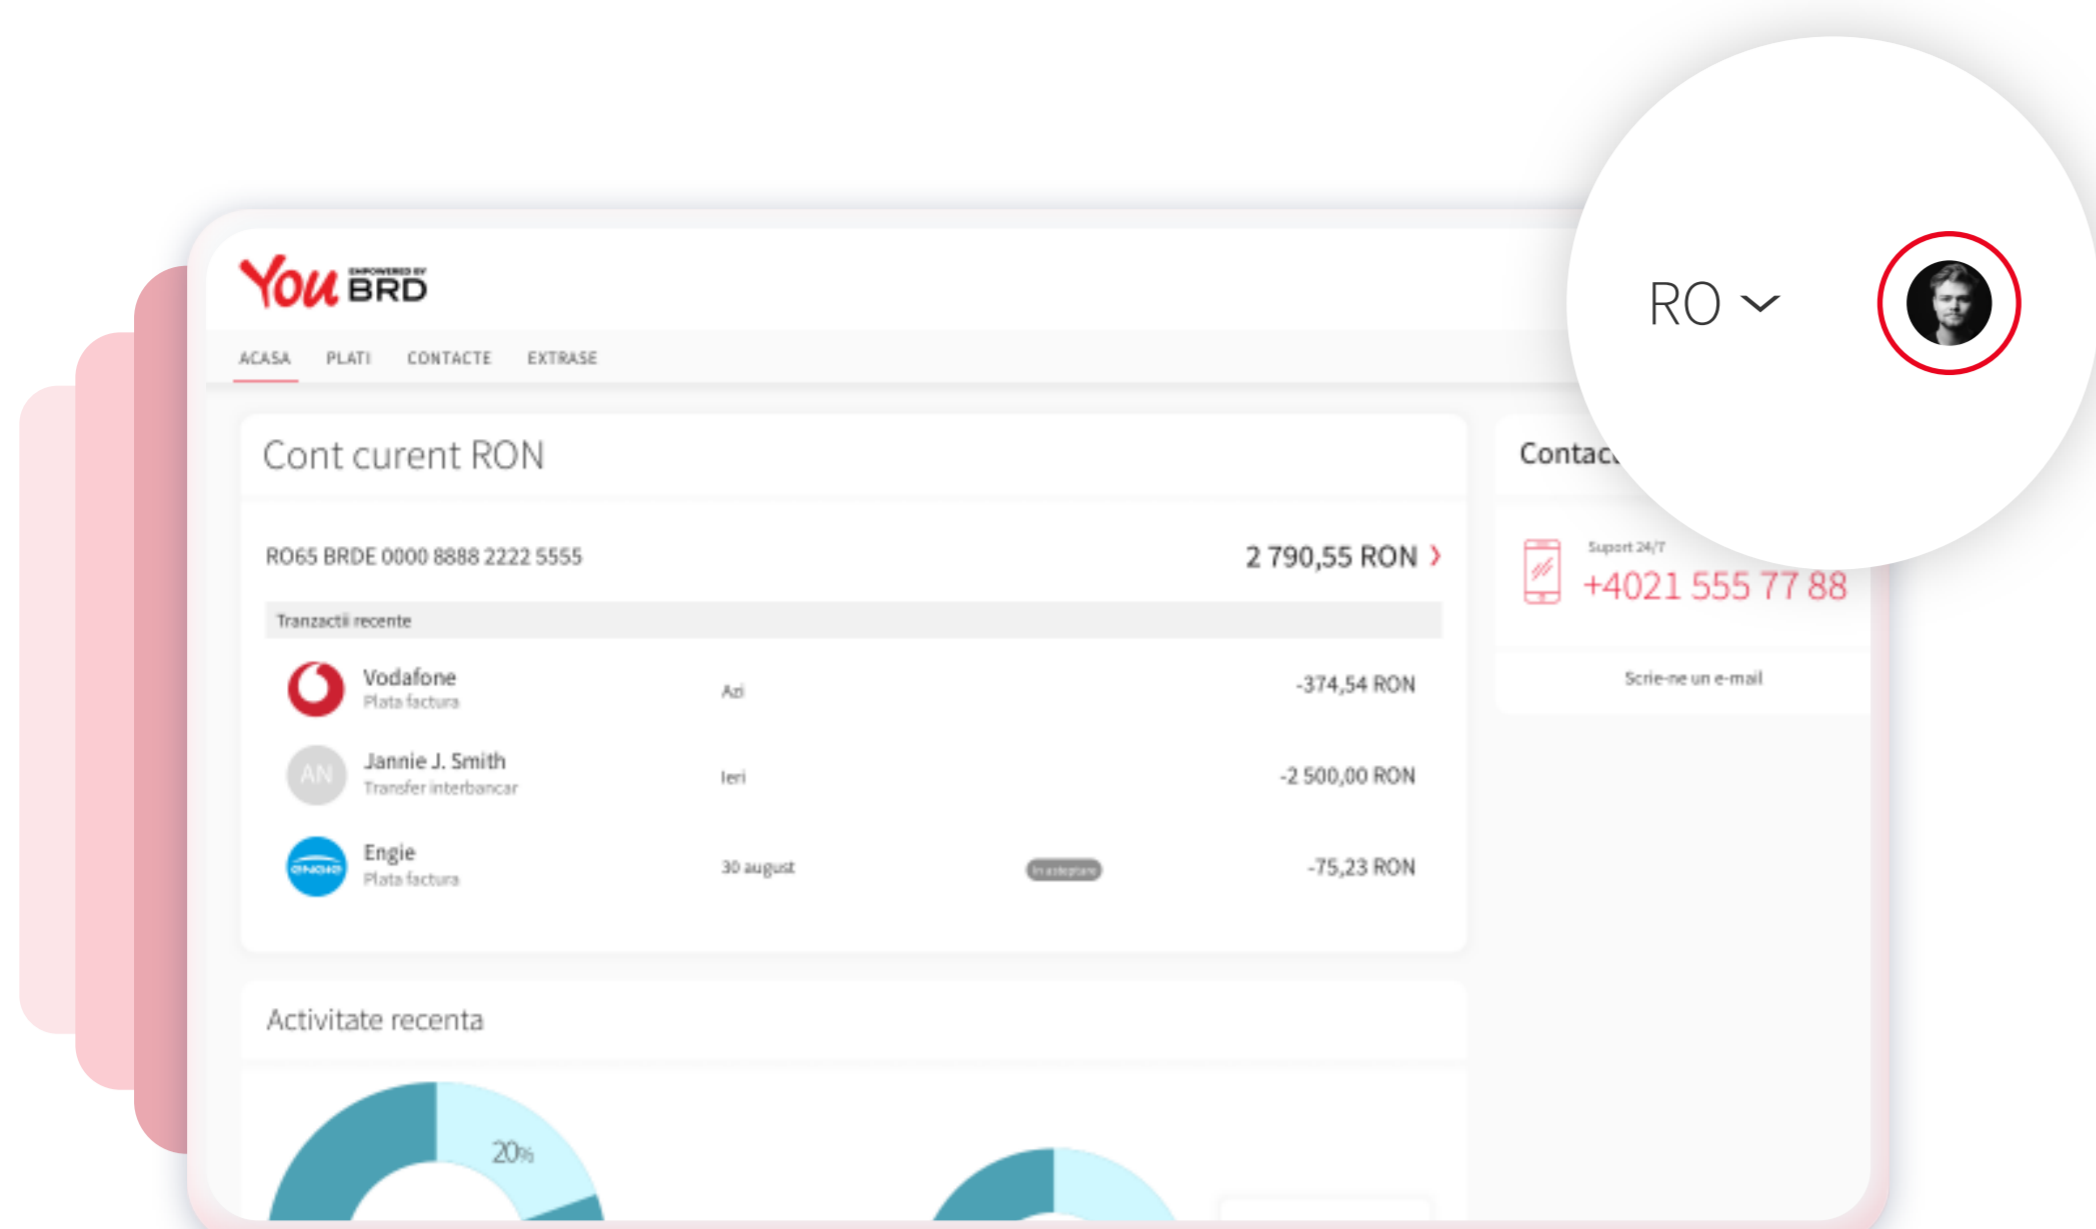 You EMPOWERED BY
BRD
RO
ACASA PLATI CONTACTE EXTRASE
Cont curent RON
RO65 BRDE 0000 8888 2222 5555
2 790,55 RON
Tranzactii recente
Vodafone
Plata factura
Azi
-374,54 RON
AN
Jannie J. Smith
Transfer interbancar
Ieri
-2 500,00 RON
ENGIE
Engie
Plata factura
30 august
In asteptare
-75,23 RON
Activitate recenta
20%
Suport 24/7
+4021 555 77 88
Scrie-ne un e-mail